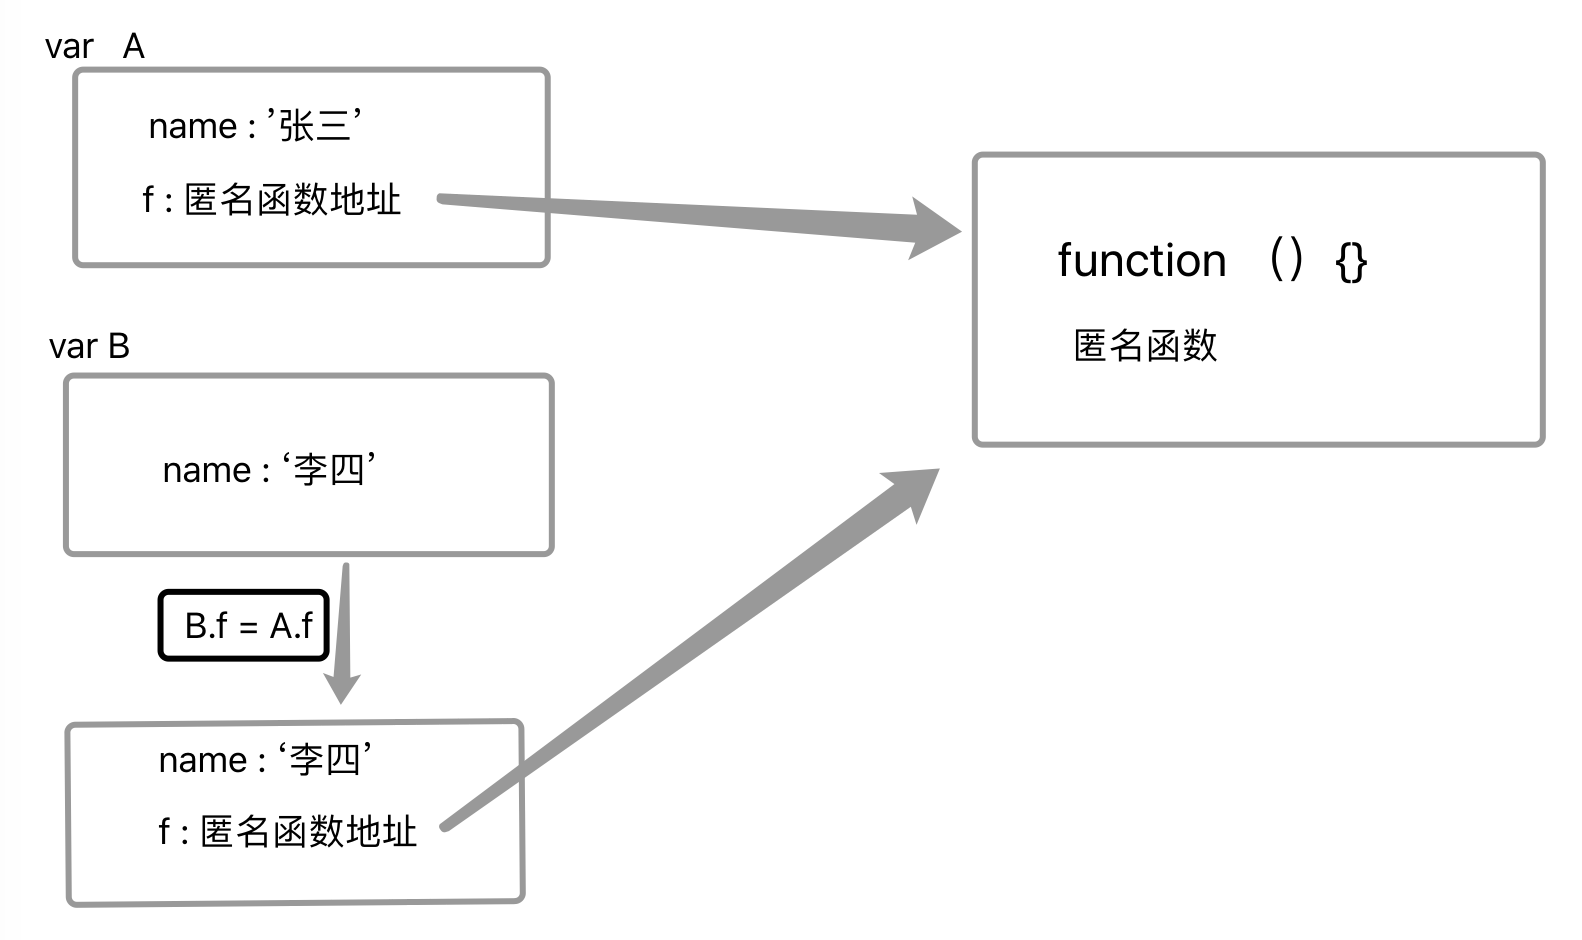 var A
name : ’张三’
f : 匿名函数地址
function () {}
匿名函数
var B
name : ‘李四’
B.f = A.f
name : ‘李四’
f : 匿名函数地址